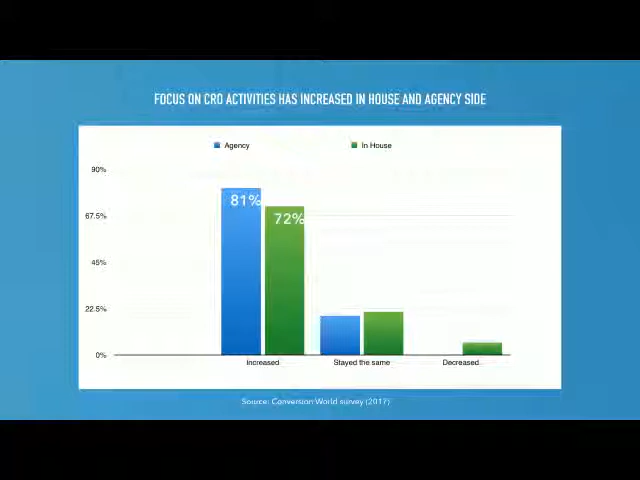 FOCUS ON CRO ACTIVITIES HAS INCREASED IN HOUSE AND AGENCY SIDE
Agency In House
90%
81%
72%
67.5%
45%
22.5%
0%
Increased Stayed the same Decreased
Source: Conversion World survey (2017)